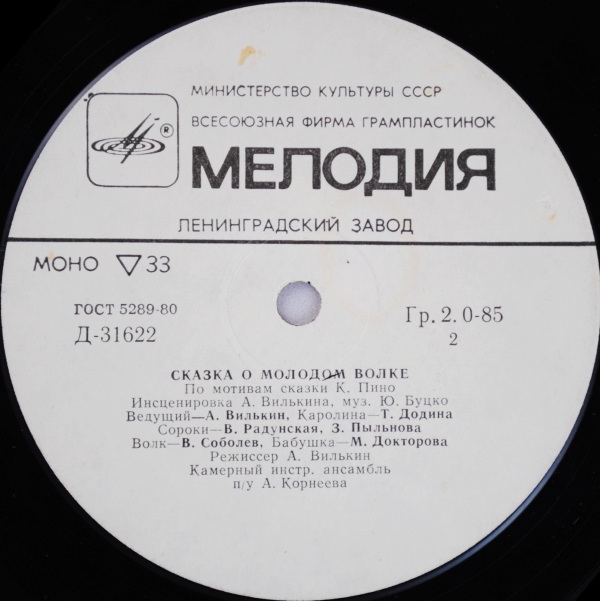 МИНИСТЕРСТВО КУЛЬТУРЫ СССР
ВСЕСОЮЗНАЯ ФИРМА ГРАМПЛАСТИНОК
®
МЕЛОДИЯ
ЛЕНИНГРАДСКИЙ ЗАВОД
МОНО ▽ 33
ГОСТ 5289-80
Д-31622
Гр. 2. 0-85
2
СКАЗКА О МОЛОДОМ ВОЛКЕ
По мотивам сказки К. Пино
Инсценировка А. Вилькина, муз. Ю. Буцко
Ведущий—А. Вилькин, Каролина—Т. Додина
Сороки—В. Радунская, З. Пыльнова
Волк—В. Соболев, Бабушка—М. Докторова
Режиссер А. Вилькин
Камерный инстр. ансамбль
п/у А. Корнеева